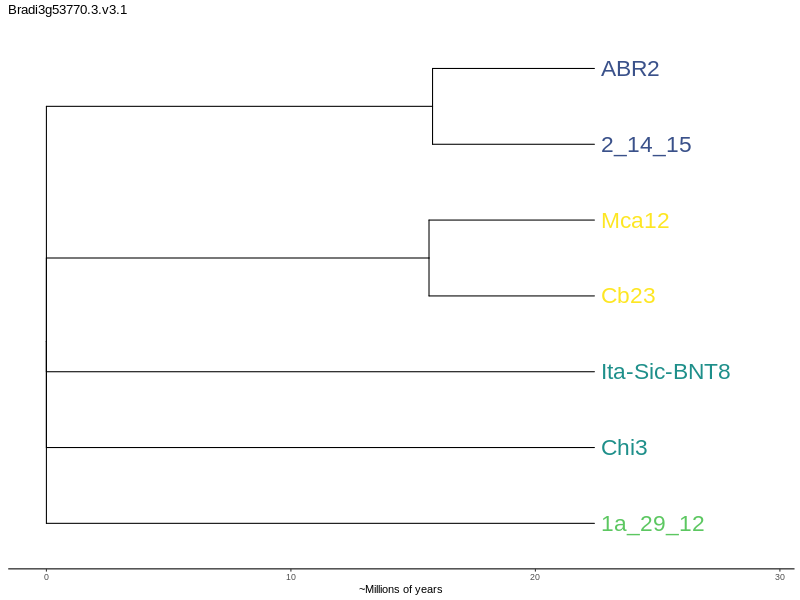 Bradi3g53770.3.v3.1
ABR2
2_14_15
Mca12
Cb23
Ita-Sic-BNT8
Chi3
1a_29_12
0 10 20 30
~Millions of years